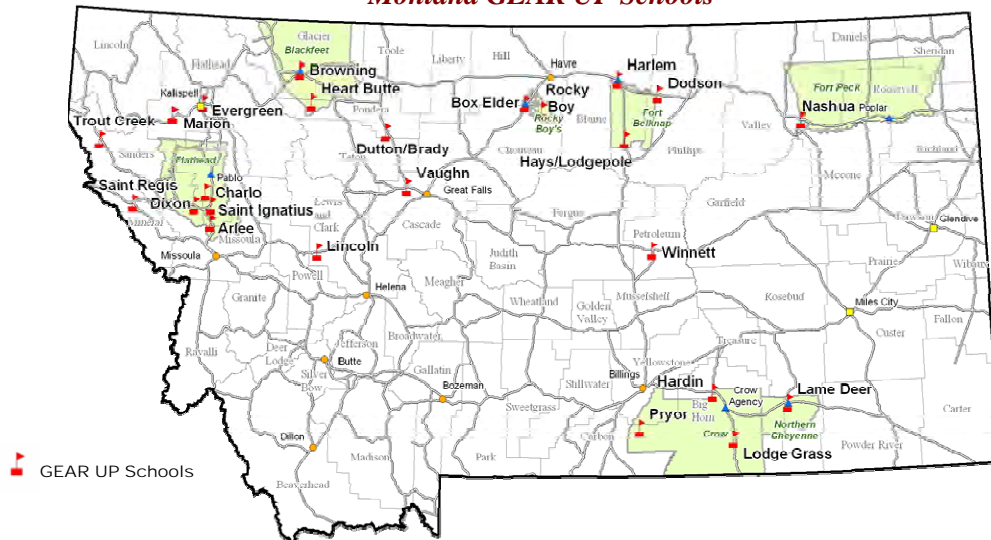 Montana GEAR UP Schools
Lincoln
Flathead
Glacier
Blackfeet
Toole
Liberty
Hill
Havre
Daniels
Sheridan
Browning
Heart Butte
Pondera
Kalispell
Evergreen
Marion
Trout Creek
Box Elder
Rocky
Boy
Rocky
Boy's
Harlem
Dodson
Blaine
Fort
Belknap
Phillips
Hays/Lodgepole
Fort Peck
Roosevelt
Nashua
Poplar
Valley
Richland
Sanders
Flathead
Pablo
Dutton/Brady
Teton
Chouteau
Vaughn
Great Falls
Saint Regis
Dixon
Charlo
Saint Ignatius
Arlee
Mineral
Missoula
Missoula
Lewis
and
Clark
Cascade
Lincoln
Powell
Fergus
Judith
Basin
Petroleum
Winnett
Garfield
Mccone
Dawson
Glendive
Prairie
Wibaux
Granite
Helena
Meagher
Wheatland
Golden
Valley
Musselshell
Rosebud
Miles City
Custer
Fallon
Ravalli
Deer
Lodge
Jefferson
Broadwater
Butte
Silver
Bow
Gallatin
Bozeman
Sweetgrass
Stillwater
Billings
Yellowstone
Treasure
Hardin
Crow
Agency
Big
Horn
Lame Deer
Northern
Cheyenne
Pryor
Crow
Lodge Grass
Powder River
Carter
Carbon
Park
Dillon
Madison
Beaverhead
GEAR UP Schools